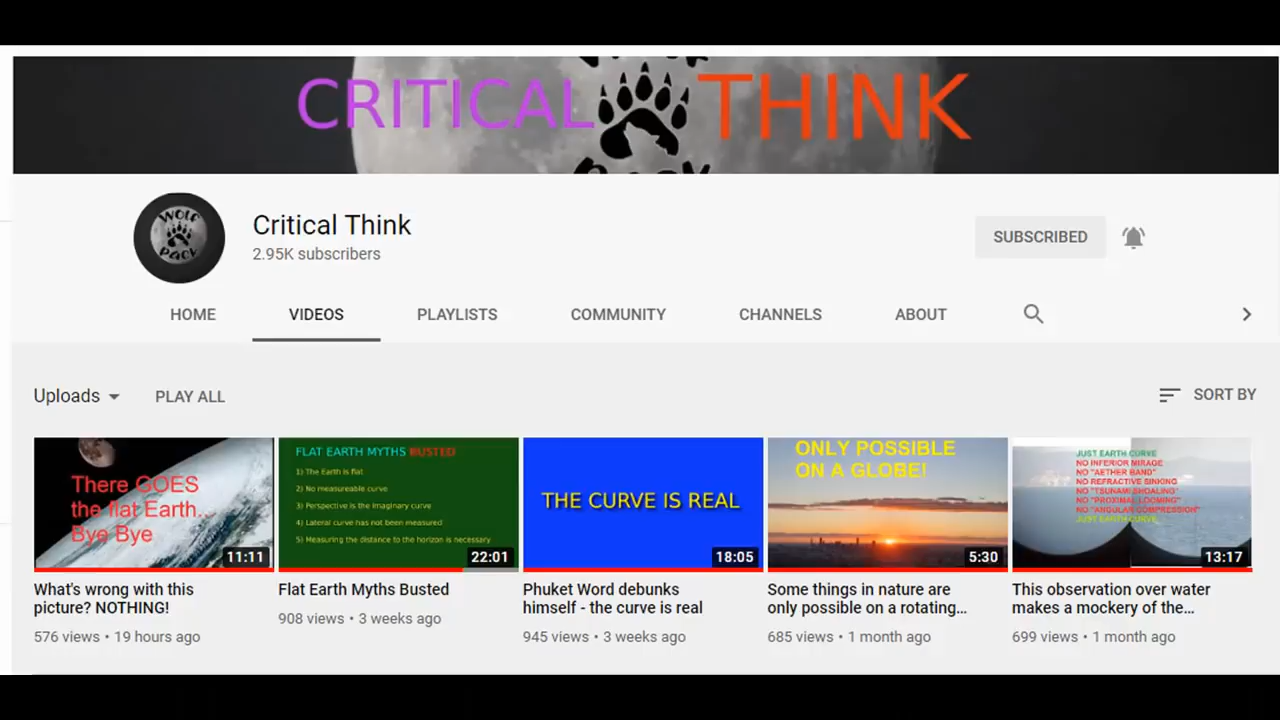 CRITICAL THINK
Pack
Critical Think
2.95K subscribers
SUBSCRIBED
WOLF
PACK
HOME VIDEOS PLAYLISTS COMMUNITY CHANNELS ABOUT
Uploads PLAY ALL SORT BY
There GOES
the flat Earth...
Bye Bye
11:11
FLAT EARTH MYTHS BUSTED
1) The Earth is flat
2) No measureable curve
3) Perspective is the imaginary curve
4) Lateral curve has not been measured
5) Measuring the distance to the horizon is necessary
22:01
THE CURVE IS REAL
18:05
ONLY POSSIBLE
ON A GLOBE!
5:30
JUST EARTH CURVE
NO INFERIOR MIRAGE
NO "AETHER BAND"
NO REFRACTIVE SINKING
NO "TSUNAMI SHOALING"
NO "PROXIMAL LOOMING"
NO "ANGULAR COMPRESSION"
JUST EARTH CURVE
13:17
What's wrong with this
picture? NOTHING!
576 views • 19 hours ago
Flat Earth Myths Busted
908 views • 3 weeks ago
Phuket Word debunks
himself - the curve is real
945 views • 3 weeks ago
Some things in nature are
only possible on a rotating...
685 views • 1 month ago
This observation over water
makes a mockery of the...
699 views • 1 month ago